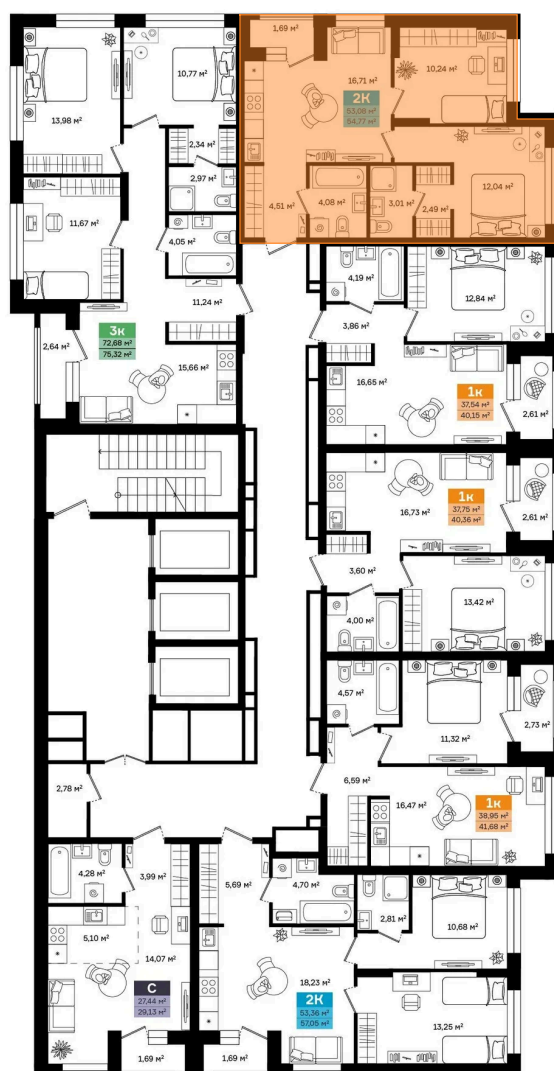 1,69 м²
10,77 м²
16,71 м²
10,24 м²
13,98 м²
2К
53,08 м²
54,77 м²
2,34 м²
2,97 м²
12,04 м²
4,51 м²
4,08 м²
3,01 м²
2,49 м²
11,67 м²
4,05 м²
4,19 м²
12,84 м²
11,24 м²
3,86 м²
3к
72,68 м²
75,32 м²
2,64 м²
15,66 м²
16,65 м²
1к
37,54 м²
40,15 м²
2,61 м²
1к
37,75 м²
40,36 м²
16,73 м²
2,61 м²
3,60 м²
13,42 м²
4,00 м²
4,57 м²
2,73 м²
11,32 м²
6,59 м²
2,78 м²
16,47 м²
1к
38,95 м²
41,68 м²
4,28 м²
3,99 м²
5,69 м²
4,70 м²
2,81 м²
10,68 м²
5,10 м²
14,07 м²
С
27,44 м²
29,13 м²
18,23 м²
2К
53,36 м²
57,05 м²
13,25 м²
1,69 м²
1,69 м²